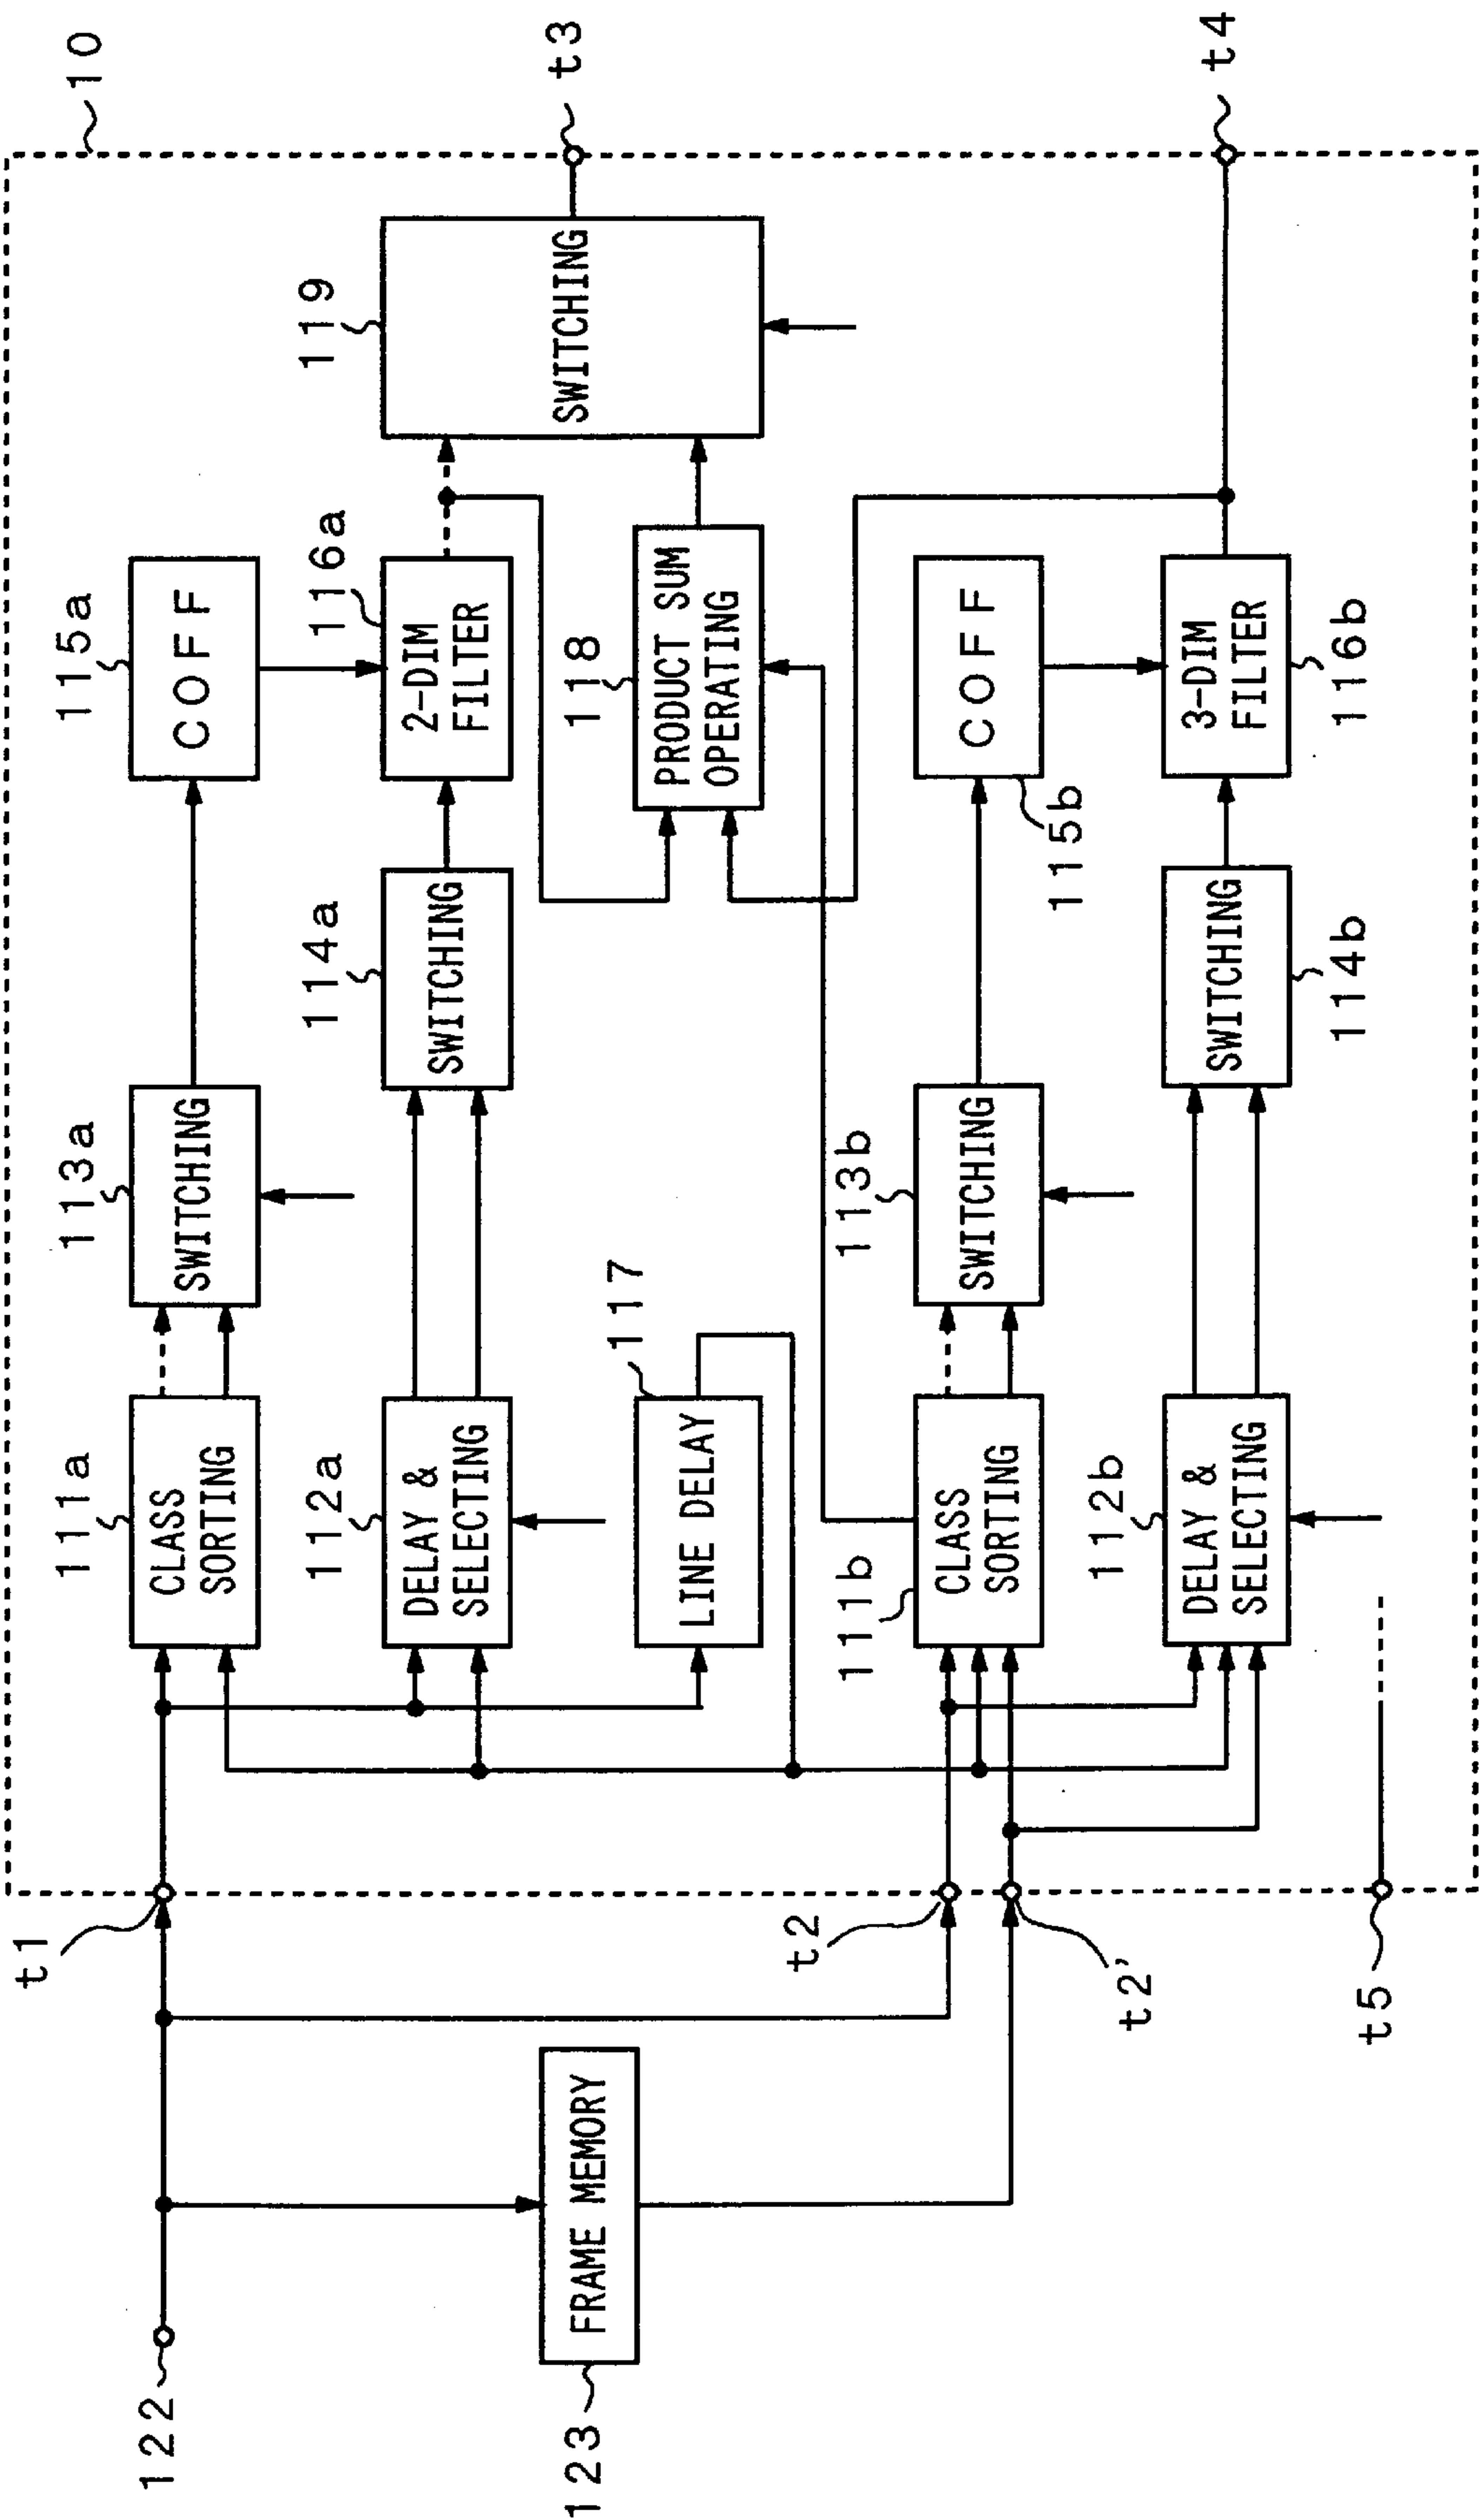 10
t3
t4
119
SWITCHING
115a
COFF
116a
2-DIM
FILTER
118
PRODUCT SUM
OPERATING
COFF
115b
3-DIM
FILTER
116b
113a
SWITCHING
114a
SWITCHING
113b
SWITCHING
SWITCHING
114b
111a
CLASS
SORTING
112a
DELAY &
SELECTING
117
LINE DELAY
111b
CLASS
SORTING
112b
DELAY &
SELECTING
t1
t2
t2'
t5
122
123
FRAME MEMORY